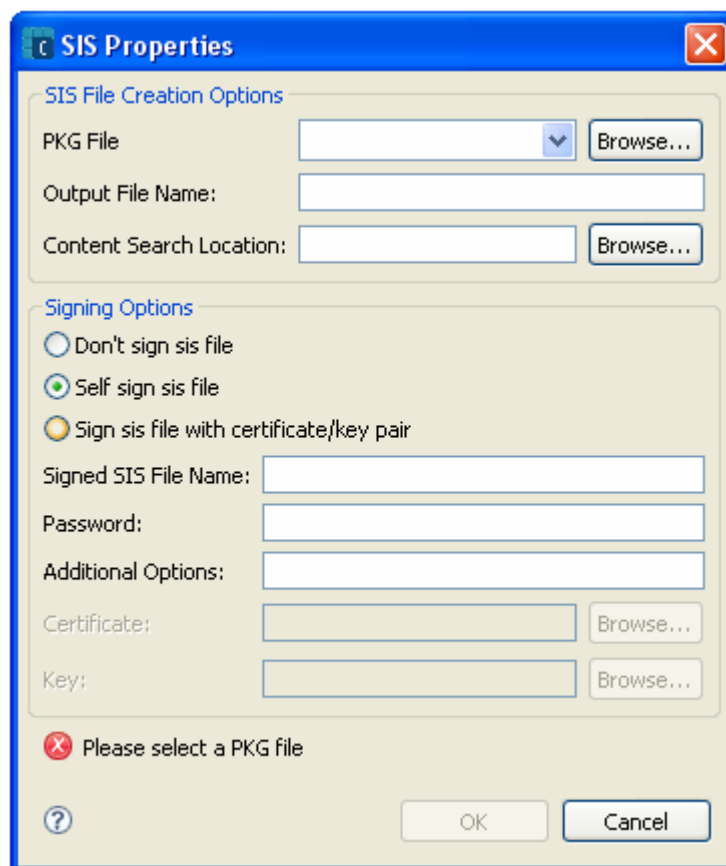 SIS Properties
SIS File Creation Options
PKG File Browse...
Output File Name:
Content Search Location: Browse...
Signing Options
Don't sign sis file
Self sign sis file
Sign sis file with certificate/key pair
Signed SIS File Name:
Password:
Additional Options:
Certificate: Browse...
Key: Browse...
Please select a PKG file
OK Cancel